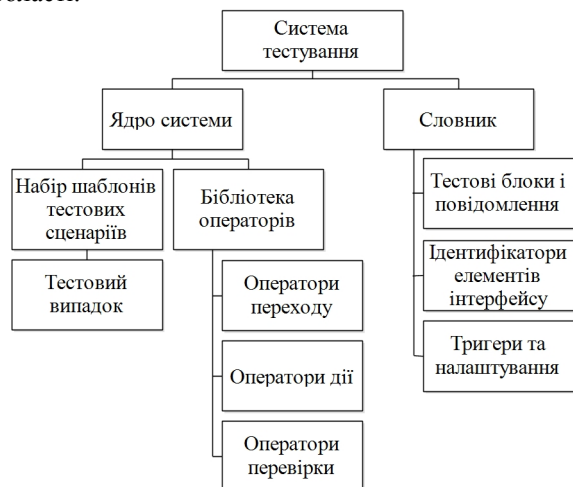 області.
Система
тестування
Ядро системи
Словник
Набір шаблонів
тестових
сценаріїв
Бібліотека
операторів
Тестові блоки і
повідомлення
Тестовий
випадок
Оператори
переходу
Ідентифікатори
елементів
інтерфейсу
Оператори дії
Тригери та
налаштування
Оператори
перевірки